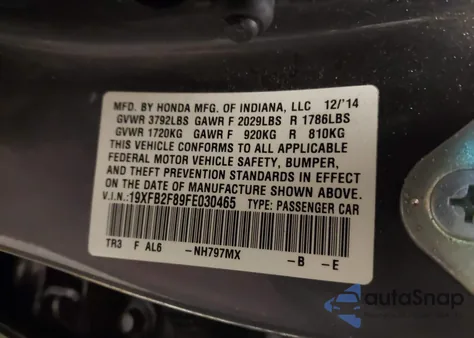 MFD. BY HONDA MFG. OF INDIANA, LLC 12/'14
GVWR 3792LBS GAWR F 2029LBS R 1786LBS
GVWR 1720KG GAWR F 920KG R 810KG
THIS VEHICLE CONFORMS TO ALL APPLICABLE
FEDERAL MOTOR VEHICLE SAFETY, BUMPER,
AND THEFT PREVENTION STANDARDS IN EFFECT
ON THE DATE OF MANUFACTURE SHOWN ABOVE.
V.I.N.: 19XFB2F89FE030465 TYPE: PASSENGER CAR
TR3 F AL6 -NH797MX -B -E
autoSnap